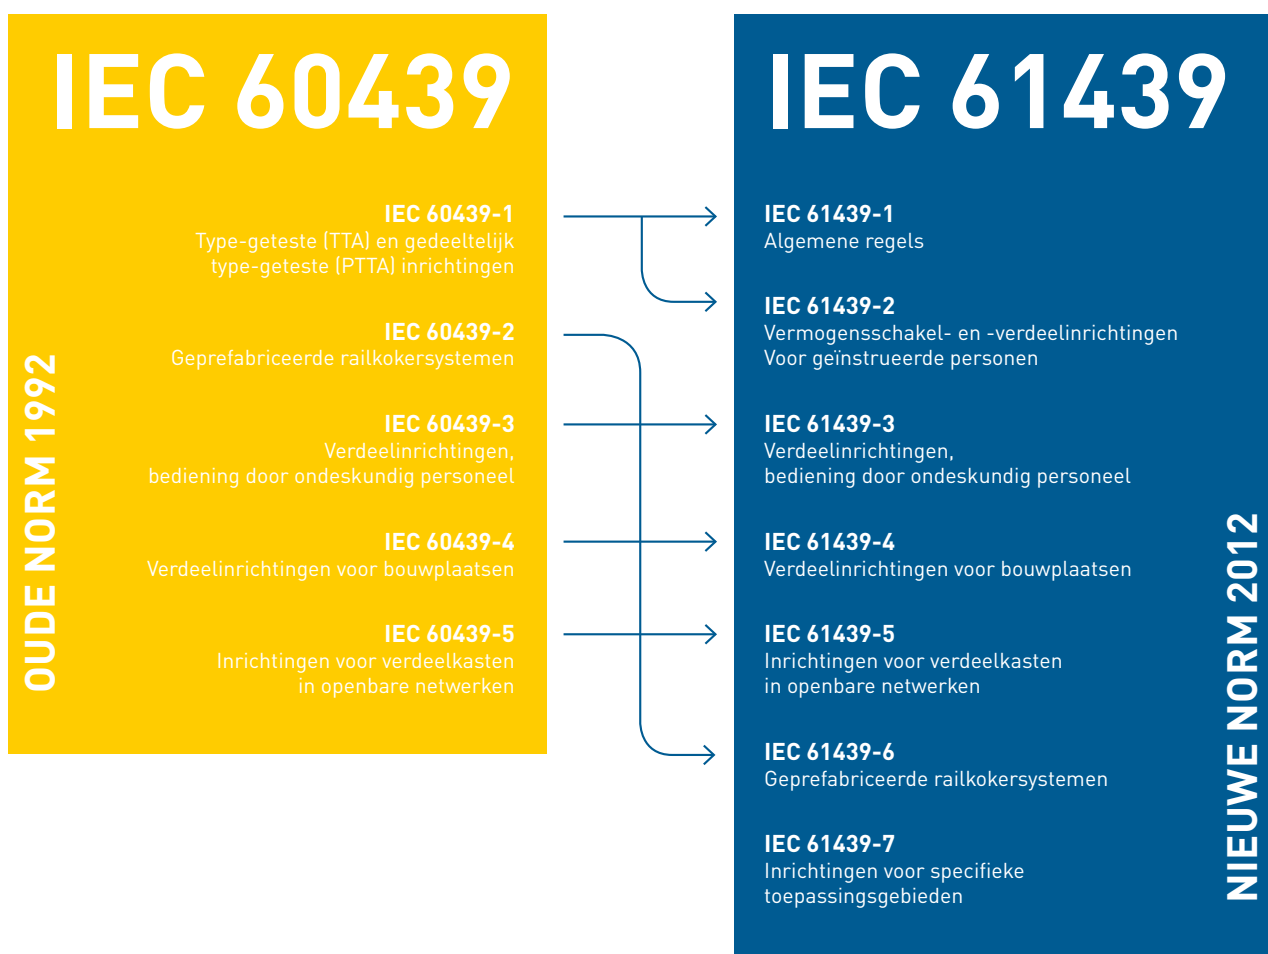 IEC 60439
IEC 60439-1
Type-geteste (TTA) en gedeeltelijk
type-geteste (PTTA) inrichtingen
IEC 60439-2
Geprefabriceerde railkokersystemen
IEC 60439-3
Verdeelinrichtingen,
bediening door ondeskundig personeel
IEC 60439-4
Verdeelinrichtingen voor bouwplaatsen
IEC 60439-5
Inrichtingen voor verdeelkasten
in openbare netwerken
OUDE NORM 1992
IEC 61439
IEC 61439-1
Algemene regels
IEC 61439-2
Vermogensschakel- en -verdeelinrichtingen
Voor geïnstrueerde personen
IEC 61439-3
Verdeelinrichtingen,
bediening door ondeskundig personeel
IEC 61439-4
Verdeelinrichtingen voor bouwplaatsen
IEC 61439-5
Inrichtingen voor verdeelkasten
in openbare netwerken
IEC 61439-6
Geprefabriceerde railkokersystemen
IEC 61439-7
Inrichtingen voor specifieke
toepassingsgebieden
NIEUWE NORM 2012